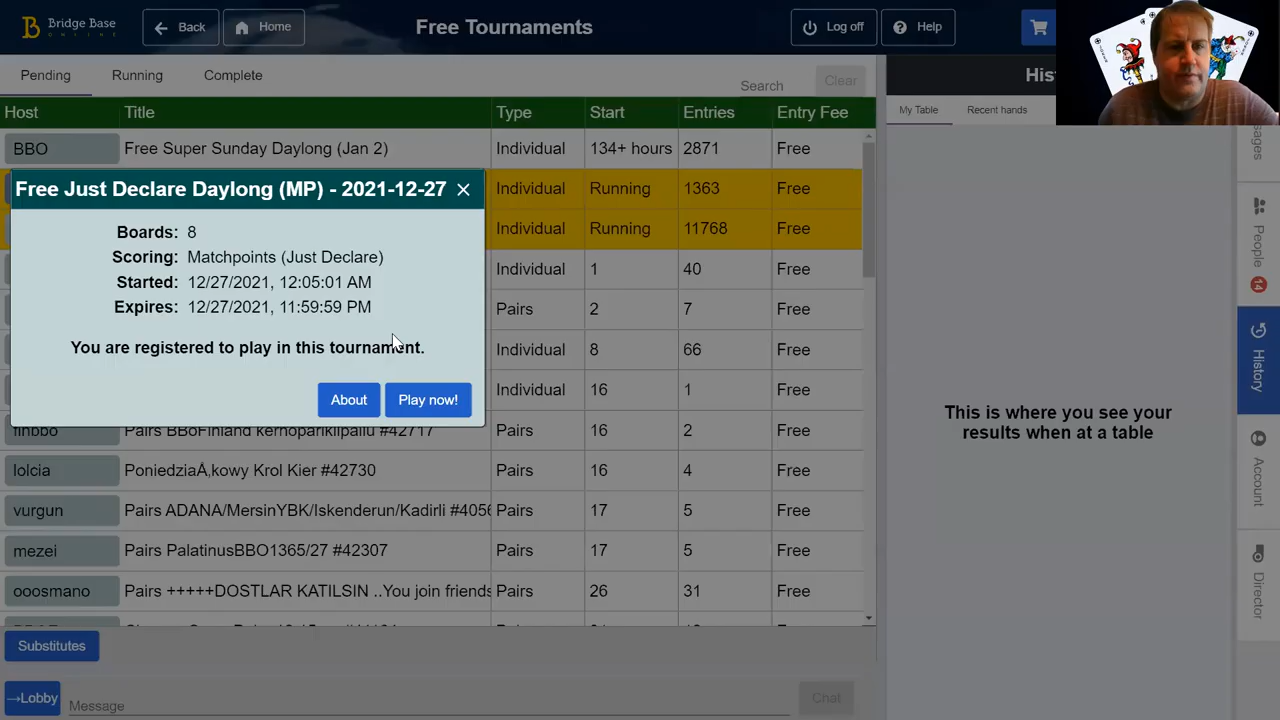 Bridge Base
ONLINE
Back
Home
Free Tournaments
Log off
Help
Pending
Running
Complete
Search
Clear
Host
Title
Type
Start
Entries
Entry Fee
BBO
Free Super Sunday Daylong (Jan 2)
Individual
134+ hours
2871
Free
Individual
Running
1363
Free
Individual
Running
11768
Free
Individual
1
40
Free
Pairs
2
7
Free
Individual
8
66
Free
Individual
16
1
Free
finbbo
Pairs BBOFinland kerhoparikilpailu #42717
Pairs
16
2
Free
lolcia
PoniedziaÅ‚kowy Krol Kier #42730
Pairs
16
4
Free
vurgun
Pairs ADANA/MersinYBK/Iskenderun/Kadirli #4056
Pairs
17
5
Free
mezei
Pairs PalatinusBBO1365/27 #42307
Pairs
17
5
Free
ooosmano
Pairs +++++DOSTLAR KATILSIN ..You join friends
Pairs
26
31
Free
Free Just Declare Daylong (MP) - 2021-12-27
Boards: 8
Scoring: Matchpoints (Just Declare)
Started: 12/27/2021, 12:05:01 AM
Expires: 12/27/2021, 11:59:59 PM
You are registered to play in this tournament.
About
Play now!
Substitutes
→Lobby
Message
Chat
My Table
Recent hands
This is where you see your
results when at a table
People
14
History
Account
Director